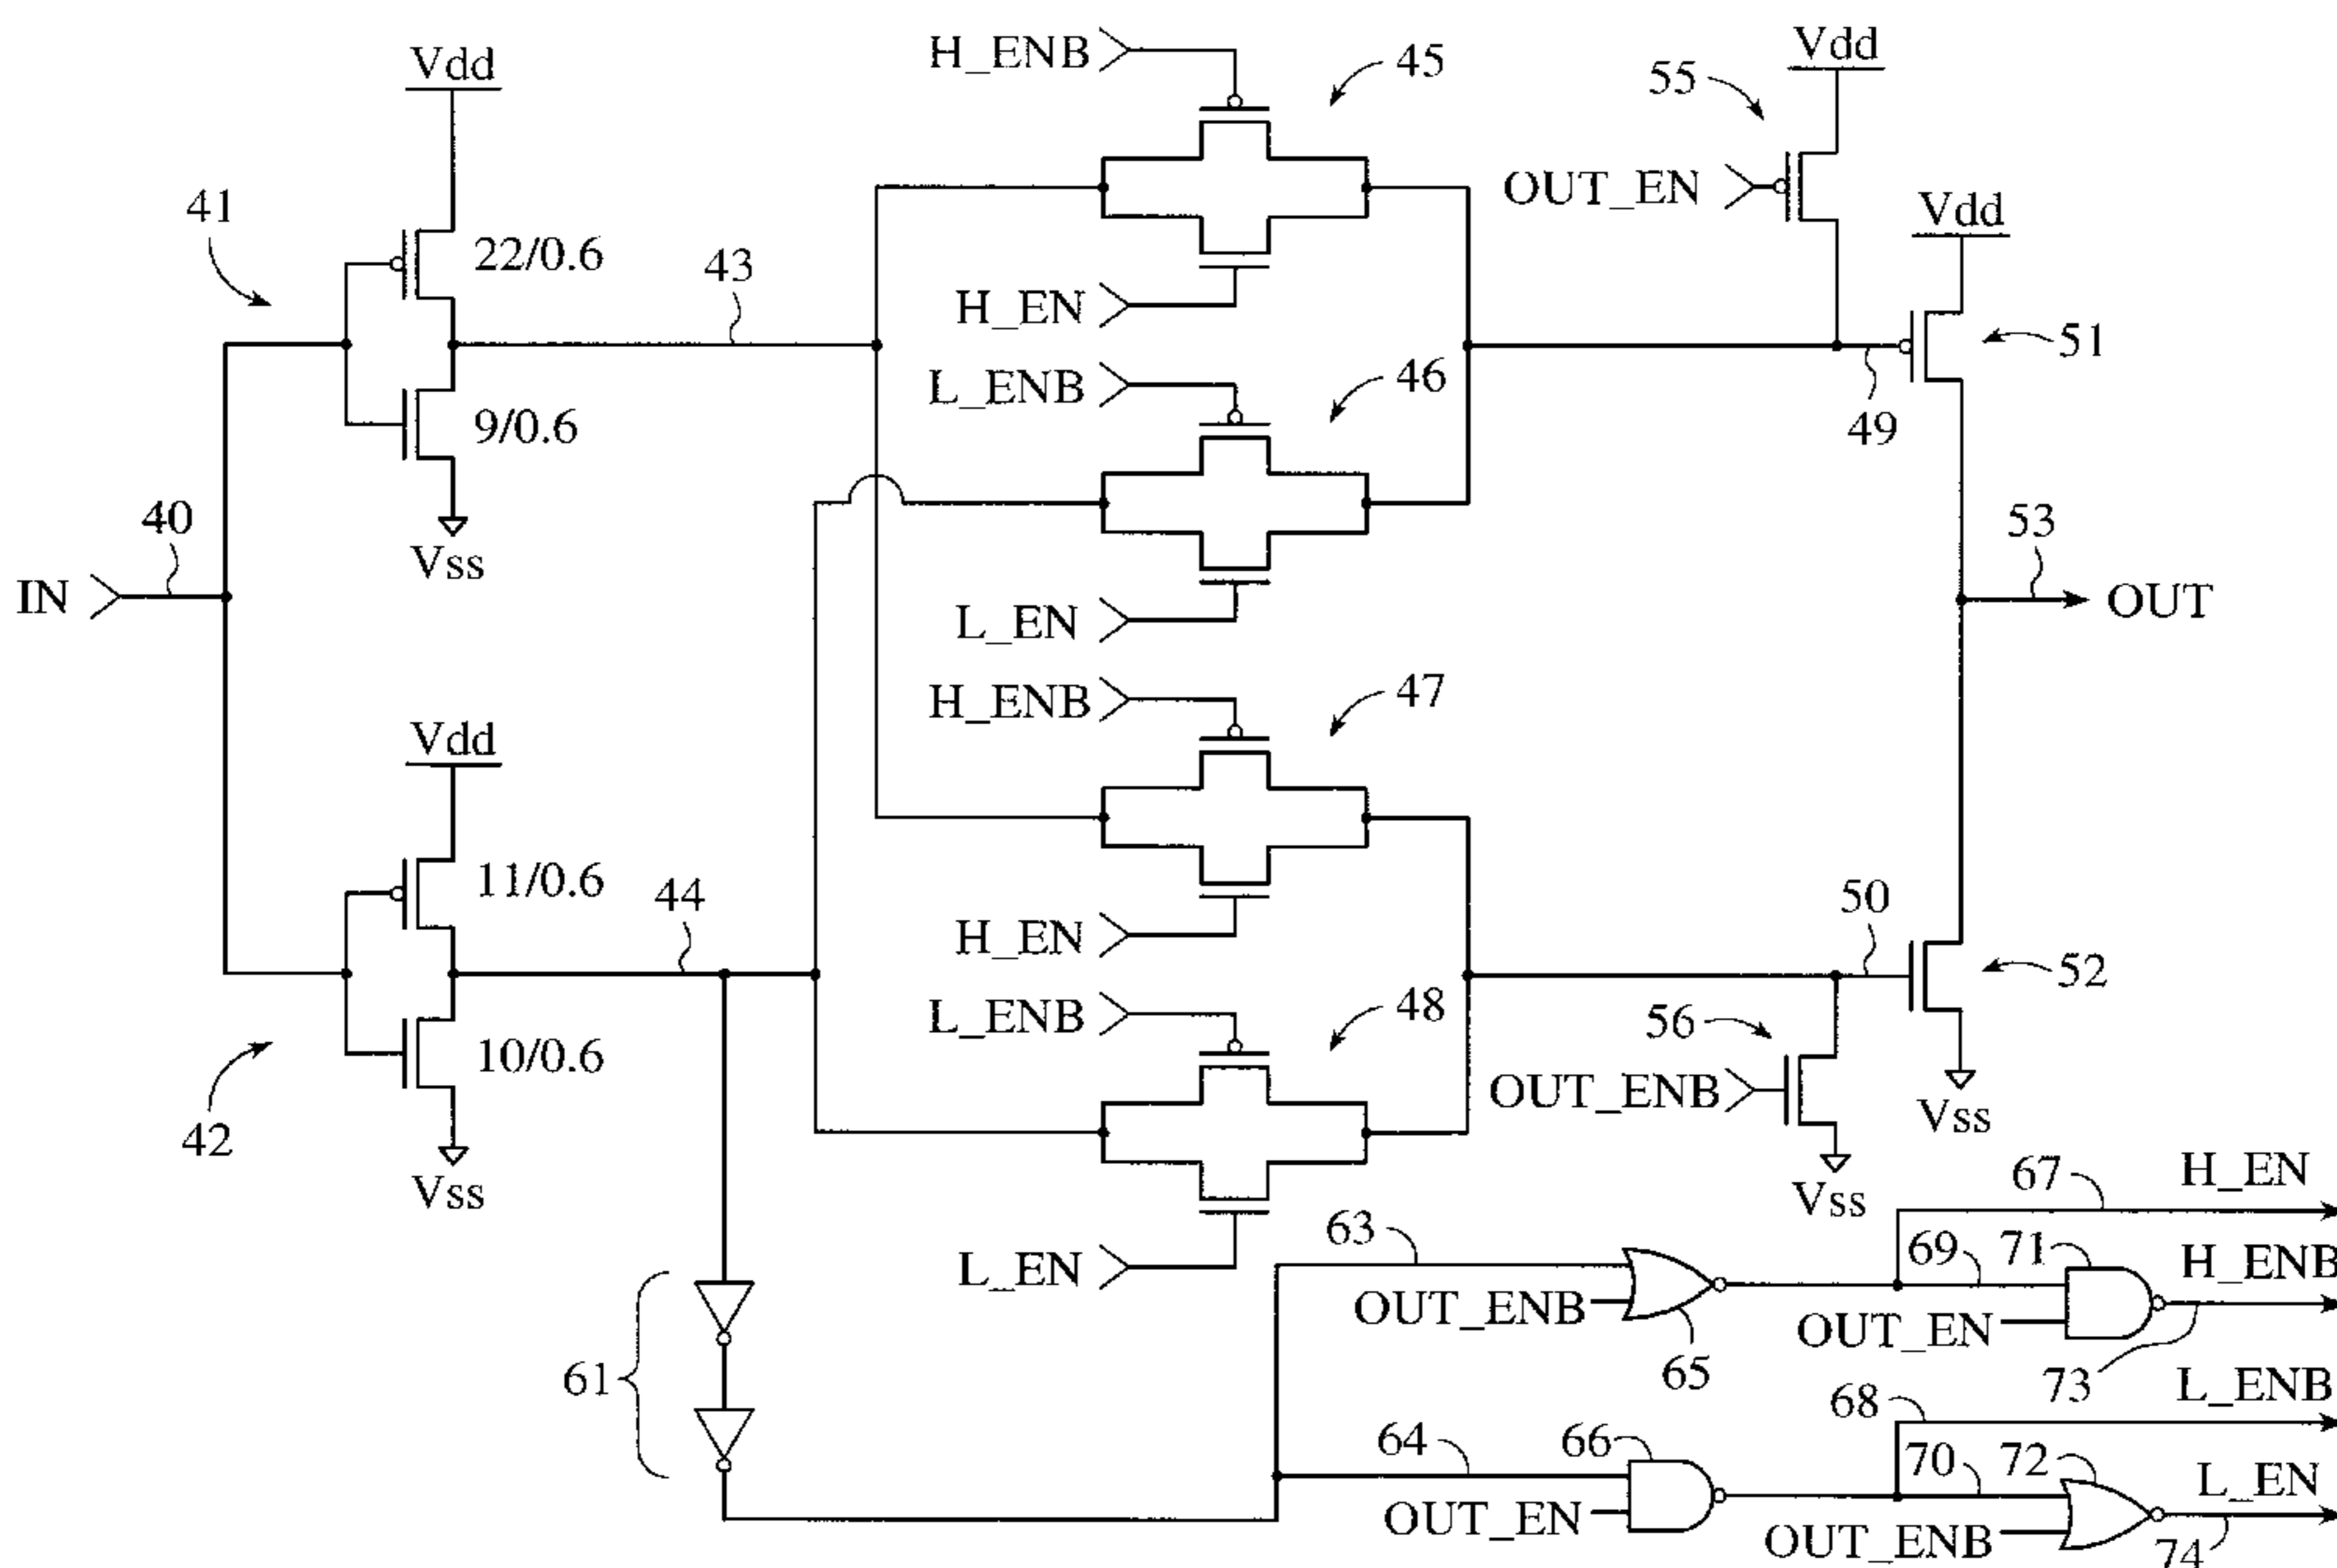 H_ENB
45
Vdd
55
Vdd
41
22/0.6
43
OUT_EN
Vdd
H_EN
51
9/0.6
L_ENB
46
49
40
Vss
53
IN
OUT
L_EN
H_ENB
47
Vdd
11/0.6
44
50
H_EN
52
L_ENB
48
56
10/0.6
OUT_ENB
42
Vss
Vss
Vss
67
H_EN
63
69
71
H_ENB
L_EN
OUT_ENB
OUT_EN
61
65
73
68
L_ENB
64
66
70
72
L_EN
OUT_EN
OUT_ENB
74